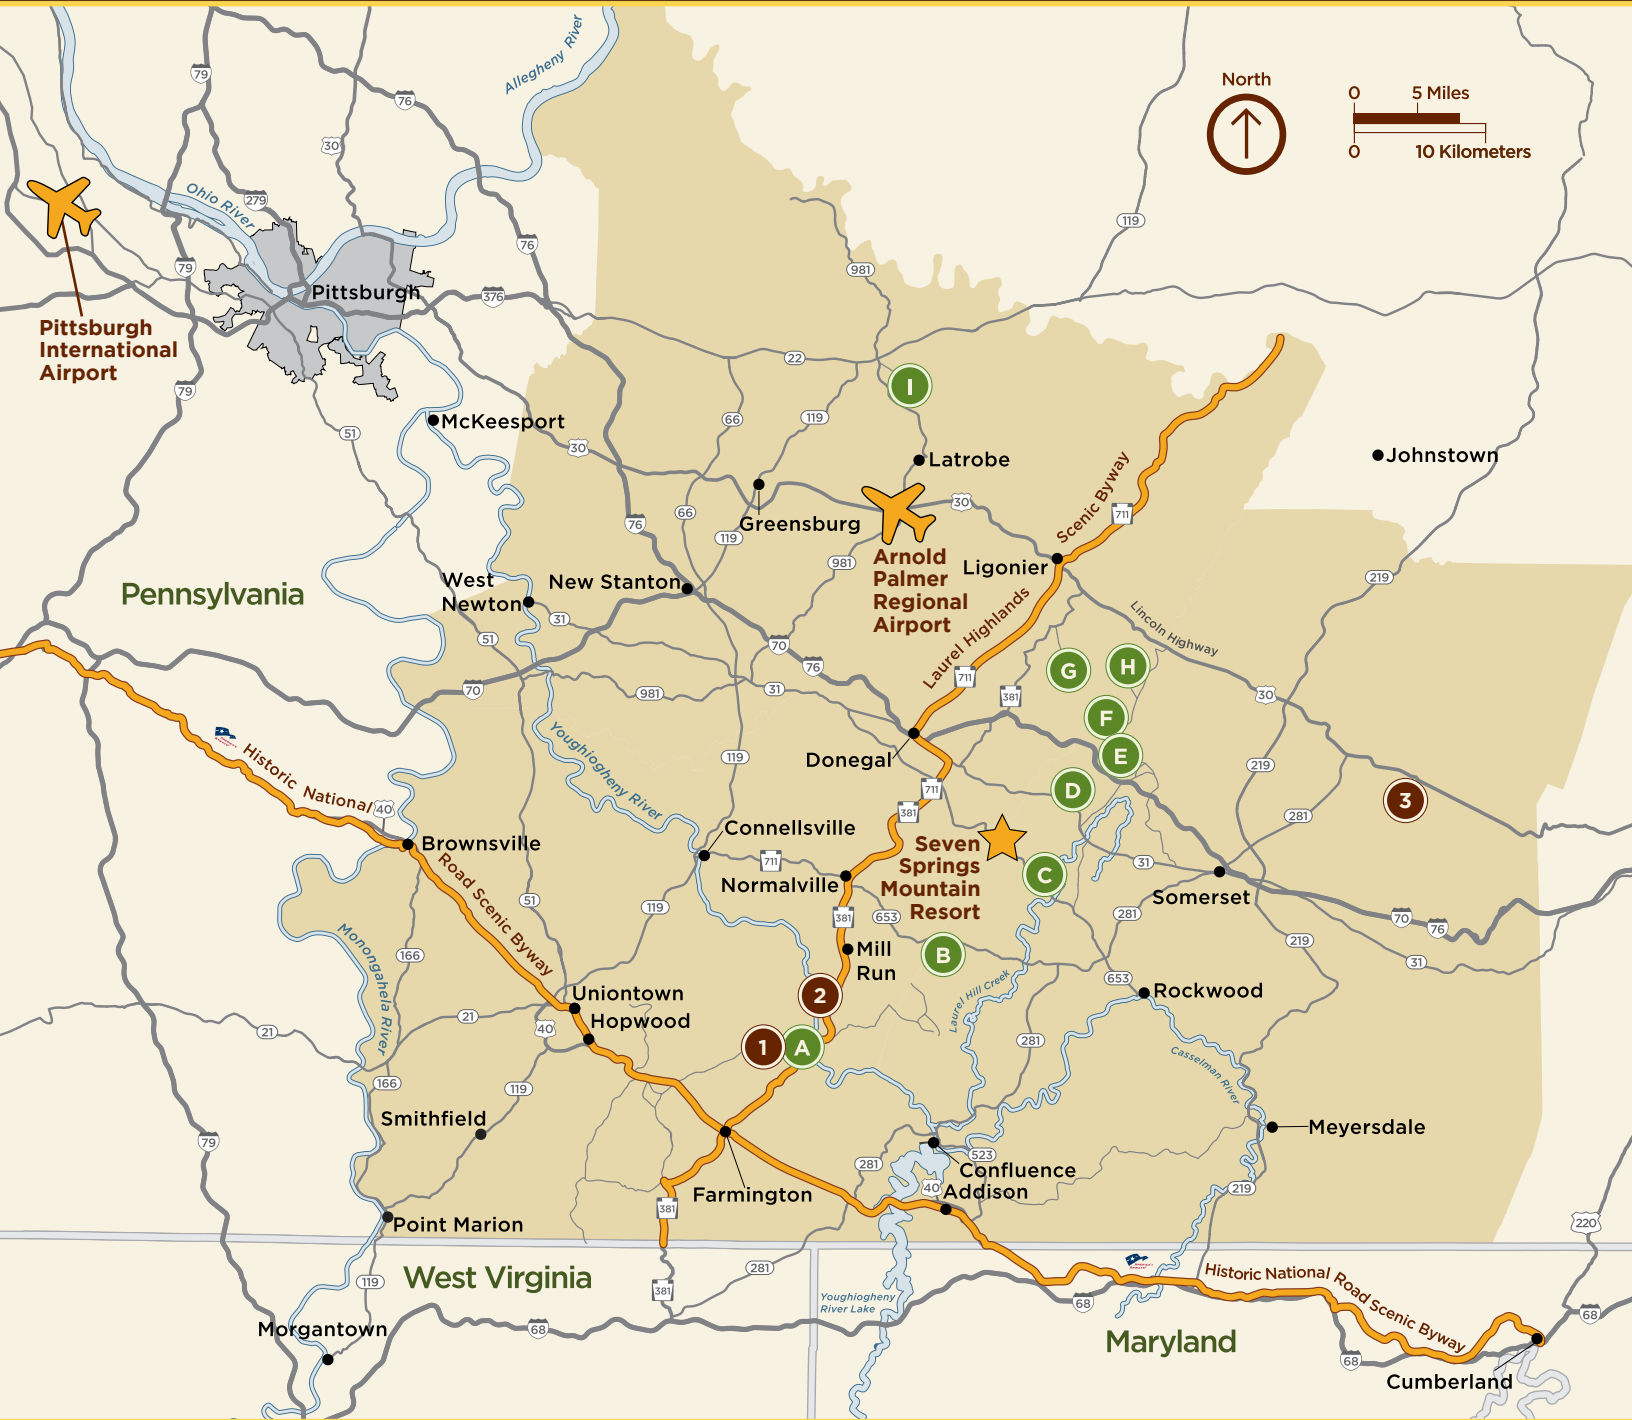 Allegheny River
79
76
30
North
0
5 Miles
0
10 Kilometers
Ohio River
279
119
76
79
981
Pittsburgh
376
Pittsburgh
International
Airport
22
I
79
66
119
McKeesport
51
30
Latrobe
Johnstown
Scenic Byway
Greensburg
30
711
66
76
119
Arnold
Palmer
Regional
Airport
981
Ligonier
219
Pennsylvania
West
Newton
New Stanton
Laurel Highlands
Lincoln Highway
31
51
70
76
G
H
711
381
30
70
981
31
F
Youghiogheny River
Donegal
E
119
219
Historic National
40
711
D
3
381
281
Brownsville
Connellsville
Seven
Springs
Mountain
Resort
711
Normalville
C
31
Somerset
Road Scenic Byway
51
119
381
653
281
70
76
Monongahela River
166
Mill
Run
B
219
31
Laurel Hill Creek
653
Rockwood
Uniontown
2
21
21
40
Hopwood
1
A
281
Casselman River
166
119
Smithfield
Meyersdale
281
523
Confluence
40
Addison
219
Farmington
381
Point Marion
220
West Virginia
119
281
381
Historic National Road Scenic Byway
Youghiogheny
River Lake
68
68
68
Morgantown
Maryland
68
Cumberland